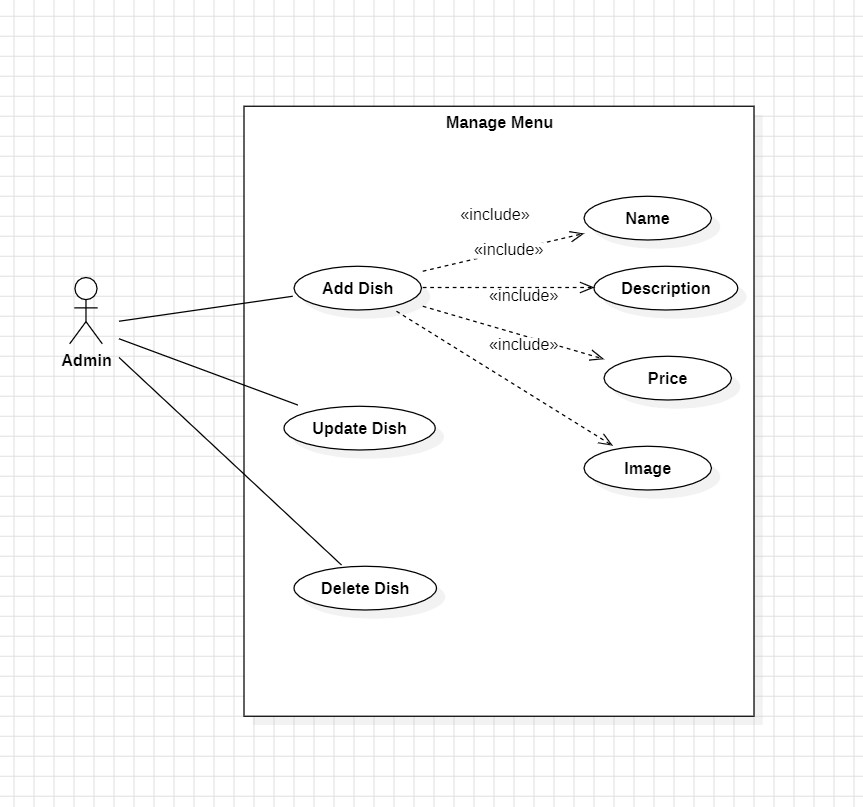 Manage Menu
«include»
Name
«include»
Add Dish
Description
«include»
«include»
Admin
Price
Update Dish
Image
Delete Dish